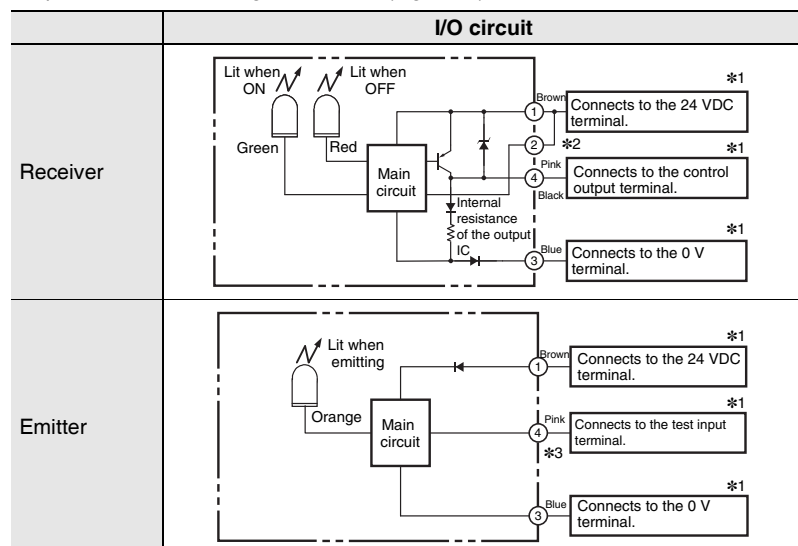 I/O circuit
Receiver
Lit when
ON
Lit when
OFF
Green
Red
Main
circuit
Internal
resistance
of the output
IC
Brown
1
*1
Connects to the 24 VDC
terminal.
2
*2
Pink
4
Black
*1
Connects to the control
output terminal.
Blue
3
*1
Connects to the 0 V
terminal.
Emitter
Lit when
emitting
Orange
Main
circuit
Brown
1
*1
Connects to the 24 VDC
terminal.
Pink
4
*3
*1
Connects to the test input
terminal.
Blue
3
*1
Connects to the 0 V
terminal.